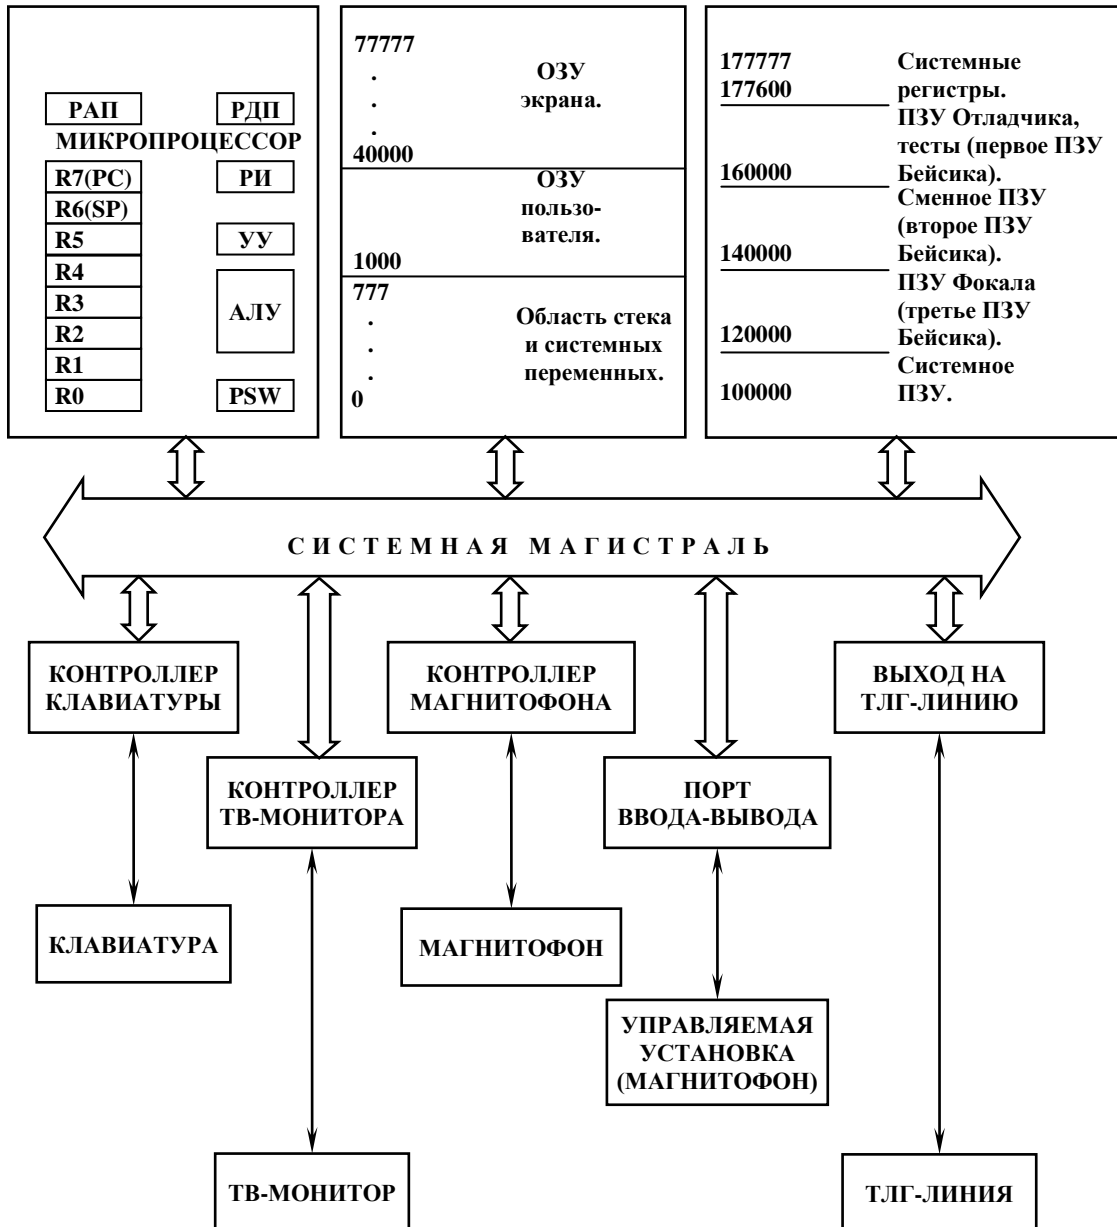 РАП
РДП
МИКРОПРОЦЕССОР
R7(PC)
R6(SP)
R5
R4
R3
R2
R1
R0
РИ
УУ
АЛУ
PSW
77777
.
.
.
40000
ОЗУ
экрана.
ОЗУ
пользо-
вателя.
1000
777
.
.
.
0
Область стека
и системных
переменных.
177777 Системные
177600 регистры.
ПЗУ Отладчика,
тесты (первое ПЗУ
160000 Бейсика).
Сменное ПЗУ
(второе ПЗУ
140000 Бейсика).
ПЗУ Фокала
(третье ПЗУ
120000 Бейсика).
Системное
100000 ПЗУ.
СИСТЕМНАЯ МАГИСТРАЛЬ
КОНТРОЛЛЕР
КЛАВИАТУРЫ
КОНТРОЛЛЕР
МАГНИТОФОНА
ВЫХОД НА
ТЛГ-ЛИНИЮ
КОНТРОЛЛЕР
ТВ-МОНИТОРА
ПОРТ
ВВОДА-ВЫВОДА
КЛАВИАТУРА
МАГНИТОФОН
УПРАВЛЯЕМАЯ
УСТАНОВКА
(МАГНИТОФОН)
ТВ-МОНИТОР
ТЛГ-ЛИНИЯ